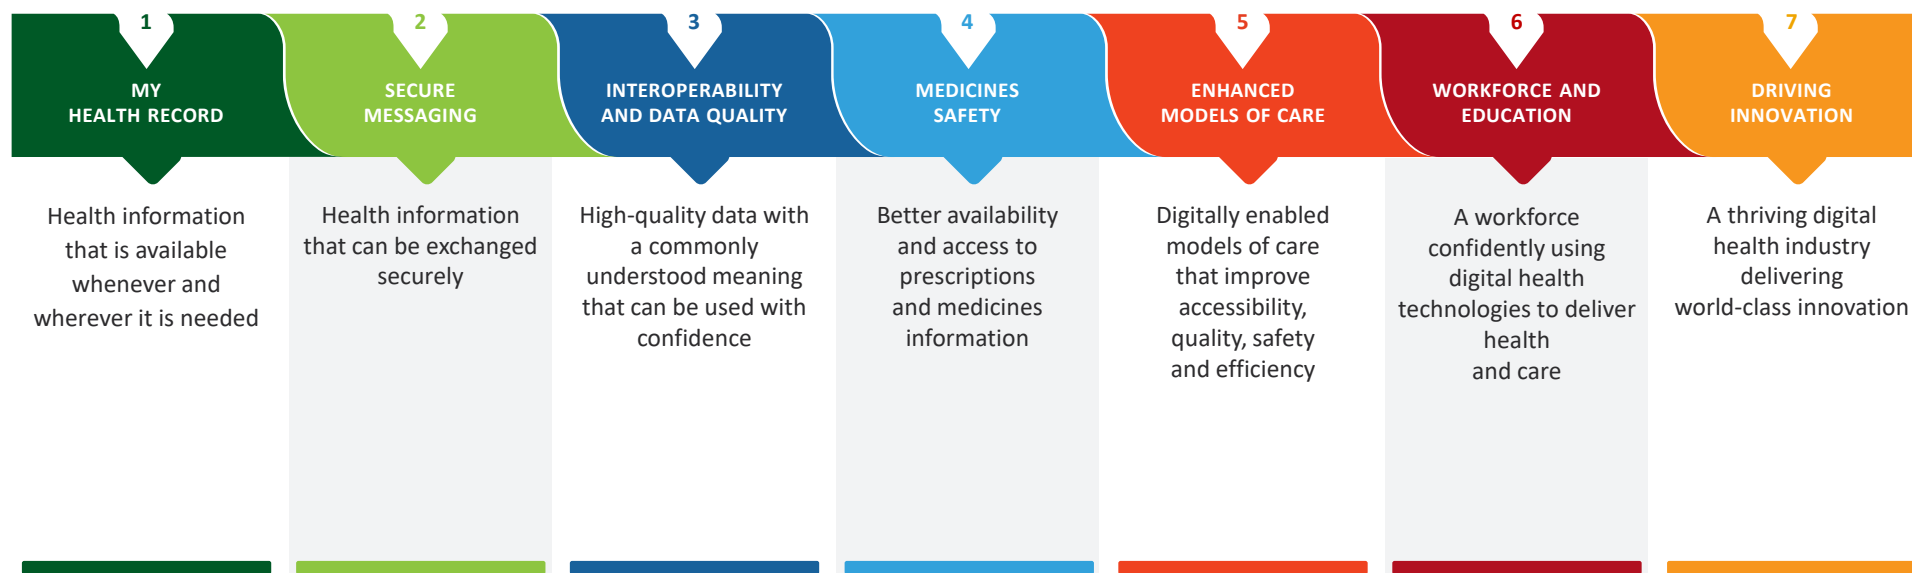 1
MY
HEALTH RECORD
Health information
that is available
whenever and
wherever it is needed
2
SECURE
MESSAGING
Health information
that can be exchanged
securely
3
INTEROPERABILITY
AND DATA QUALITY
High-quality data with
a commonly
understood meaning
that can be used with
confidence
4
MEDICINES
SAFETY
Better availability
and access to
prescriptions
and medicines
information
5
ENHANCED
MODELS OF CARE
Digitally enabled
models of care
that improve
accessibility,
quality, safety
and efficiency
6
WORKFORCE AND
EDUCATION
A workforce
confidently using
digital health
technologies to deliver
health
and care
7
DRIVING
INNOVATION
A thriving digital
health industry
delivering
world-class innovation